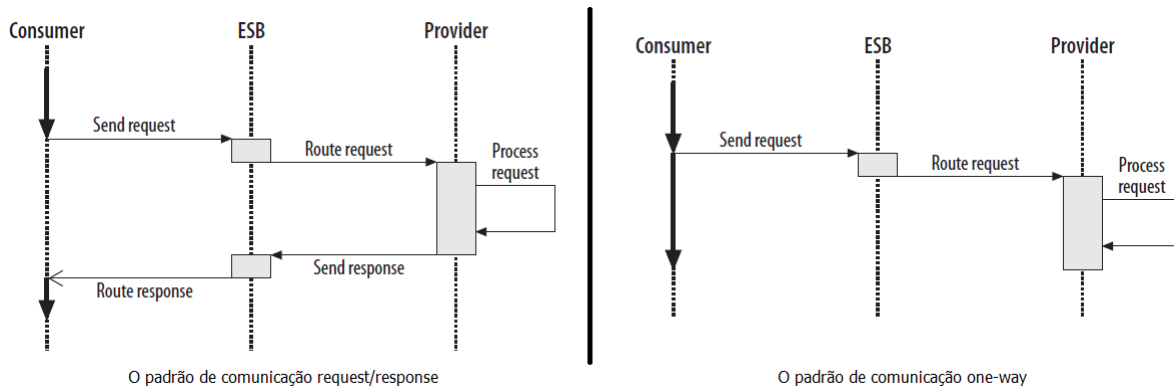 Consumer
ESB
Provider
Send request
Route request
Process
request
Send response
Route response
O padrão de comunicação request/response
Consumer
ESB
Provider
Send request
Route request
Process
request
O padrão de comunicação one-way